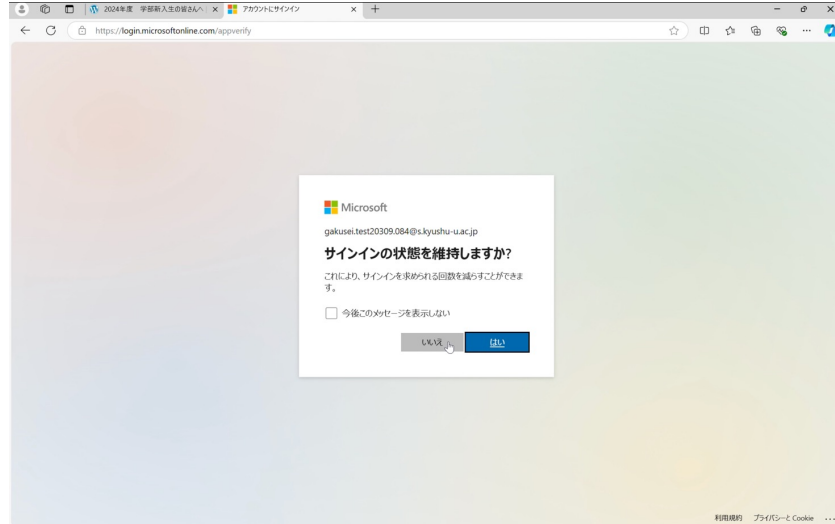 2024年度 学部新入生の皆さんへ
アカウントにサインイン
https://login.microsoftonline.com/appverify
Microsoft
gakusei.test20309.084@s.kyushu-u.ac.jp
サインインの状態を維持しますか?
これにより、サインインを求められる回数を減らすことができま
す。
今後このメッセージを表示しない
いいえ はい
利用規約 プライバシーと Cookie ...